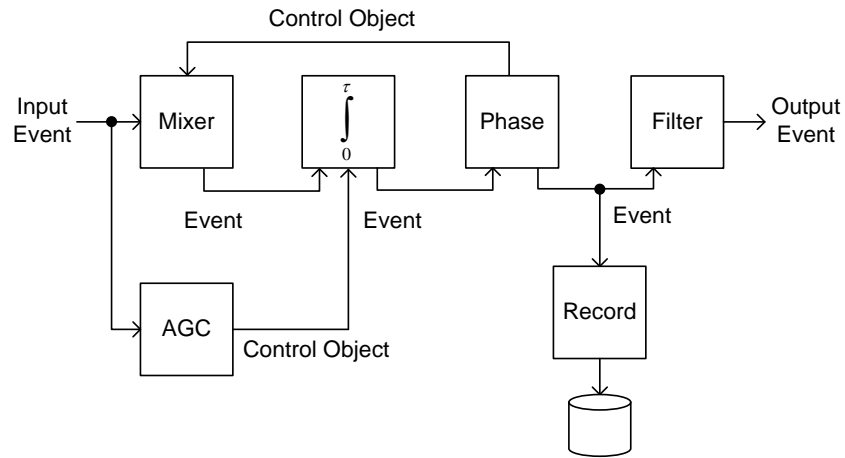 Control Object
Input
Event
Mixer
τ
∫
0
Phase
Filter
Output
Event
Event
Event
Event
AGC
Control Object
Record